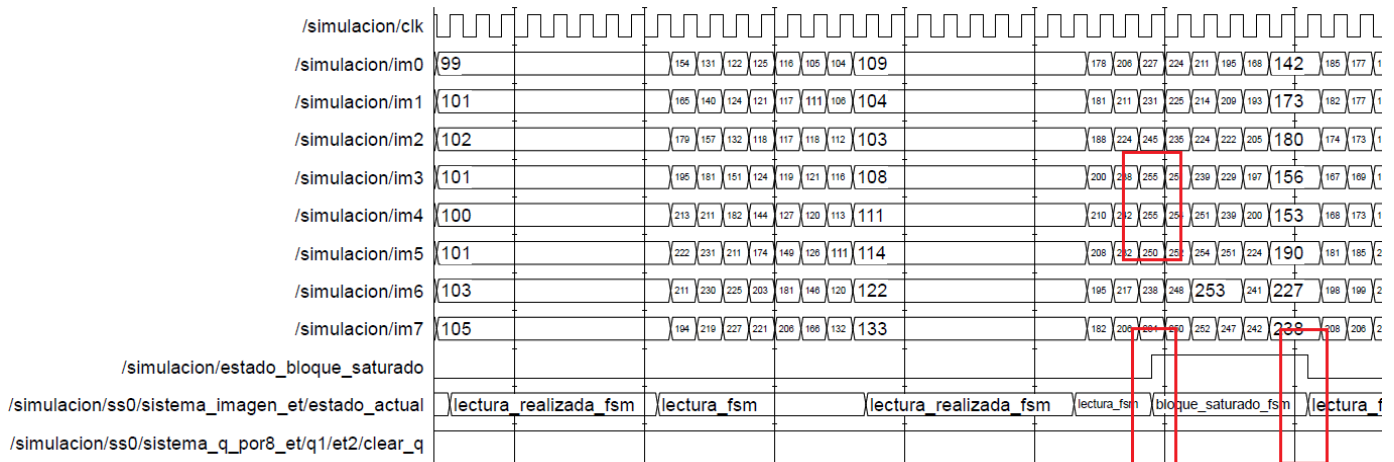 /simulacion/clk
/simulacion/im0 99 154 131 122 125 116 105 104 109 178 206 227 224 211 195 168 142 185 177 1
/simulacion/im1 101 165 140 124 121 117 111 106 104 181 211 231 225 214 209 193 173 182 177 1
/simulacion/im2 102 179 157 132 118 117 118 112 103 188 224 245 235 224 222 205 180 174 173 1
/simulacion/im3 101 195 181 151 124 119 121 116 108 200 255 239 229 197 156 167 169 1
/simulacion/im4 100 213 211 182 144 127 120 113 111 210 255 251 239 200 153 168 173 1
/simulacion/im5 101 222 231 211 174 149 126 111 114 208 250 254 251 224 190 181 185 2
/simulacion/im6 103 211 230 225 203 181 146 120 122 195 217 238 248 253 241 227 198 199 2
/simulacion/im7 105 194 219 227 221 206 166 132 133 182 206 252 247 242 238 208 206 2
/simulacion/estado_bloque_saturado
/simulacion/ss0/sistema_imagen_et/estado_actual lectura_realizada_fsm lectura_fsm lectura_realizada_fsm lectura_fsm bloque_saturado_fsm lectura_f
/simulacion/ss0/sistema_q_por8_et/q1/et2/clear_q